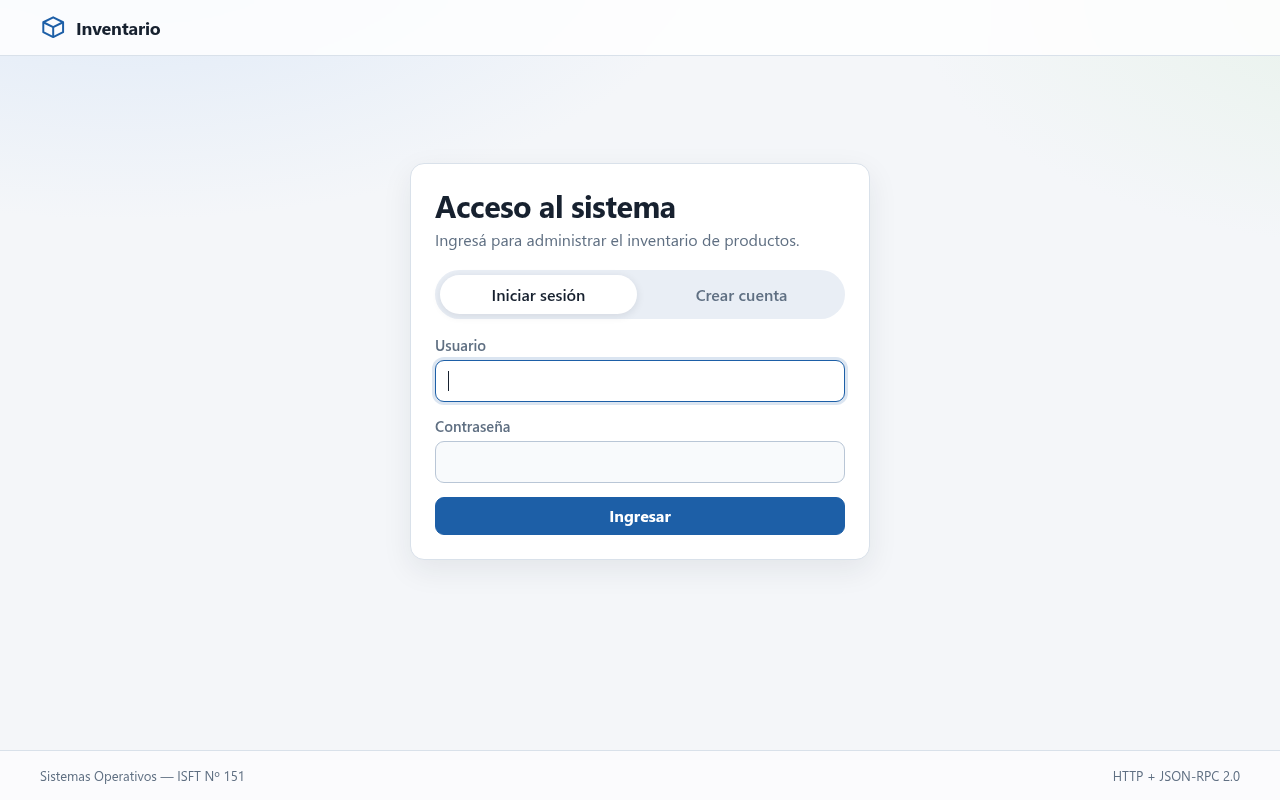 Inventario
Acceso al sistema
Ingresá para administrar el inventario de productos.
Iniciar sesión
Crear cuenta
Usuario
Contraseña
Ingresar
Sistemas Operativos — ISFT Nº 151
HTTP + JSON-RPC 2.0